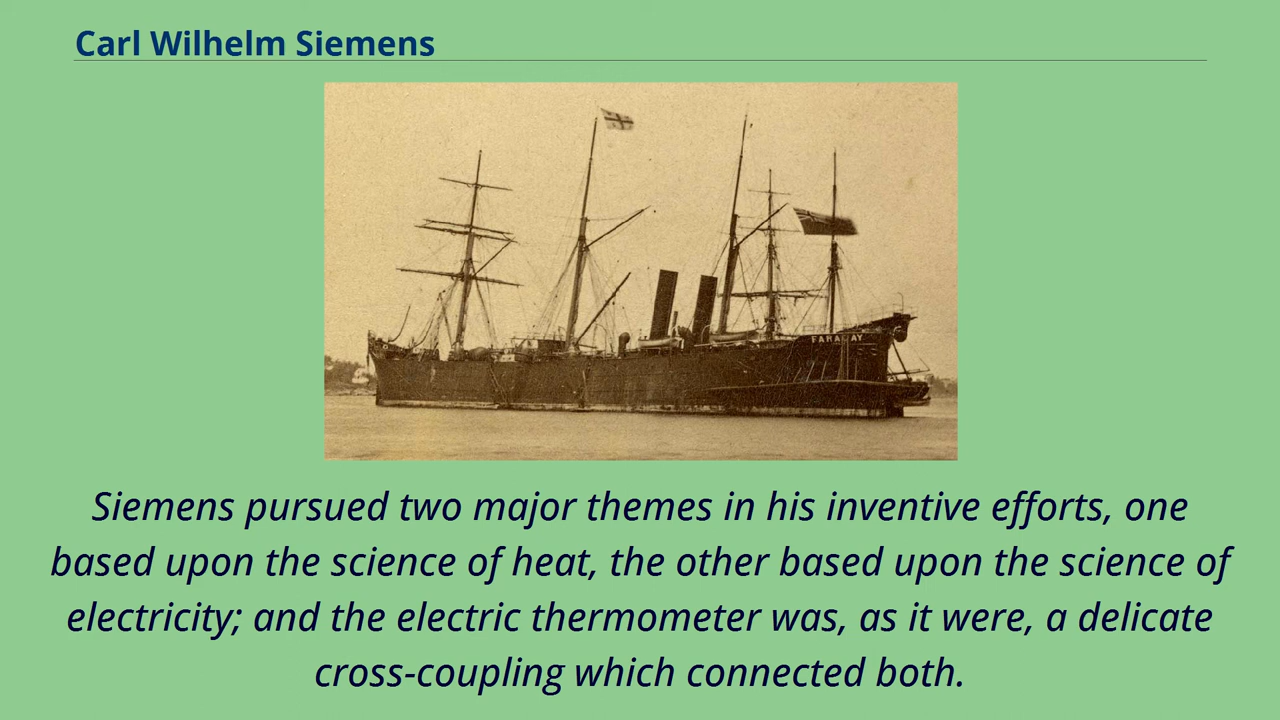 Carl Wilhelm Siemens
FARADAY
Siemens pursued two major themes in his inventive efforts, one
based upon the science of heat, the other based upon the science of
electricity; and the electric thermometer was, as it were, a delicate
cross-coupling which connected both.